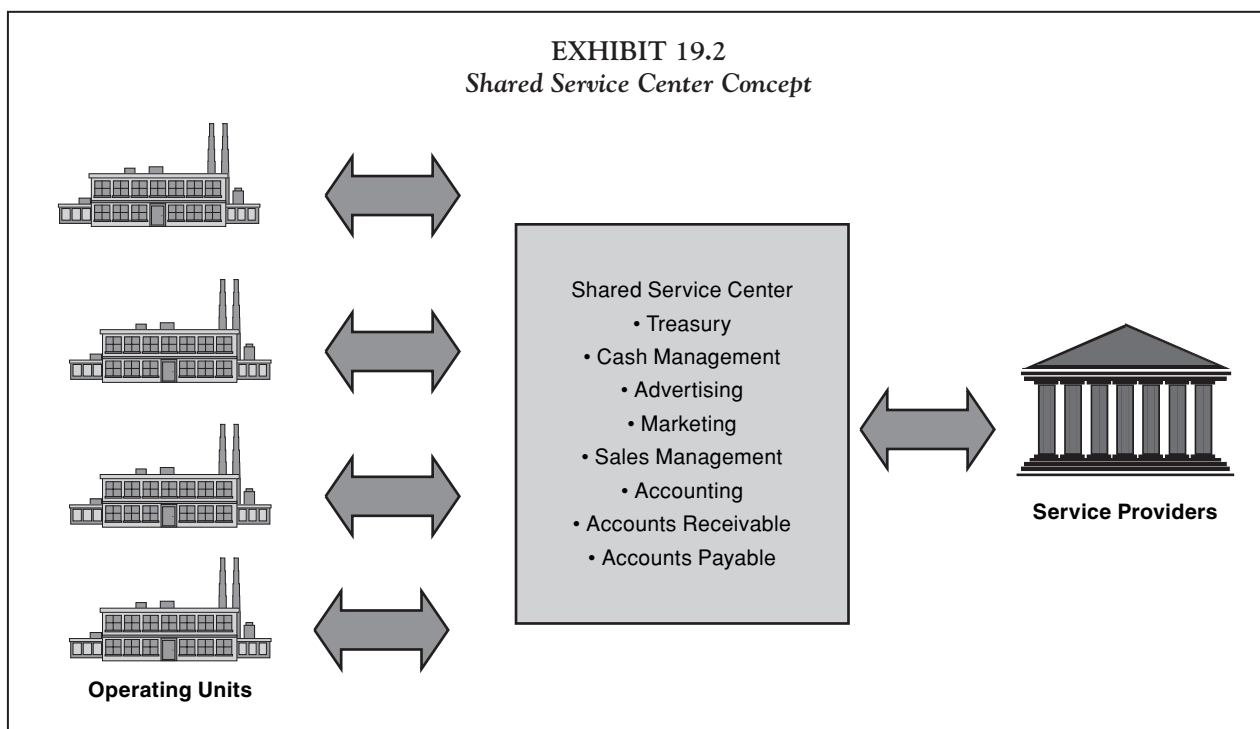 EXHIBIT 19.2
Shared Service Center Concept
Shared Service Center
• Treasury
• Cash Management
• Advertising
• Marketing
• Sales Management
• Accounting
• Accounts Receivable
• Accounts Payable
Service Providers
Operating Units